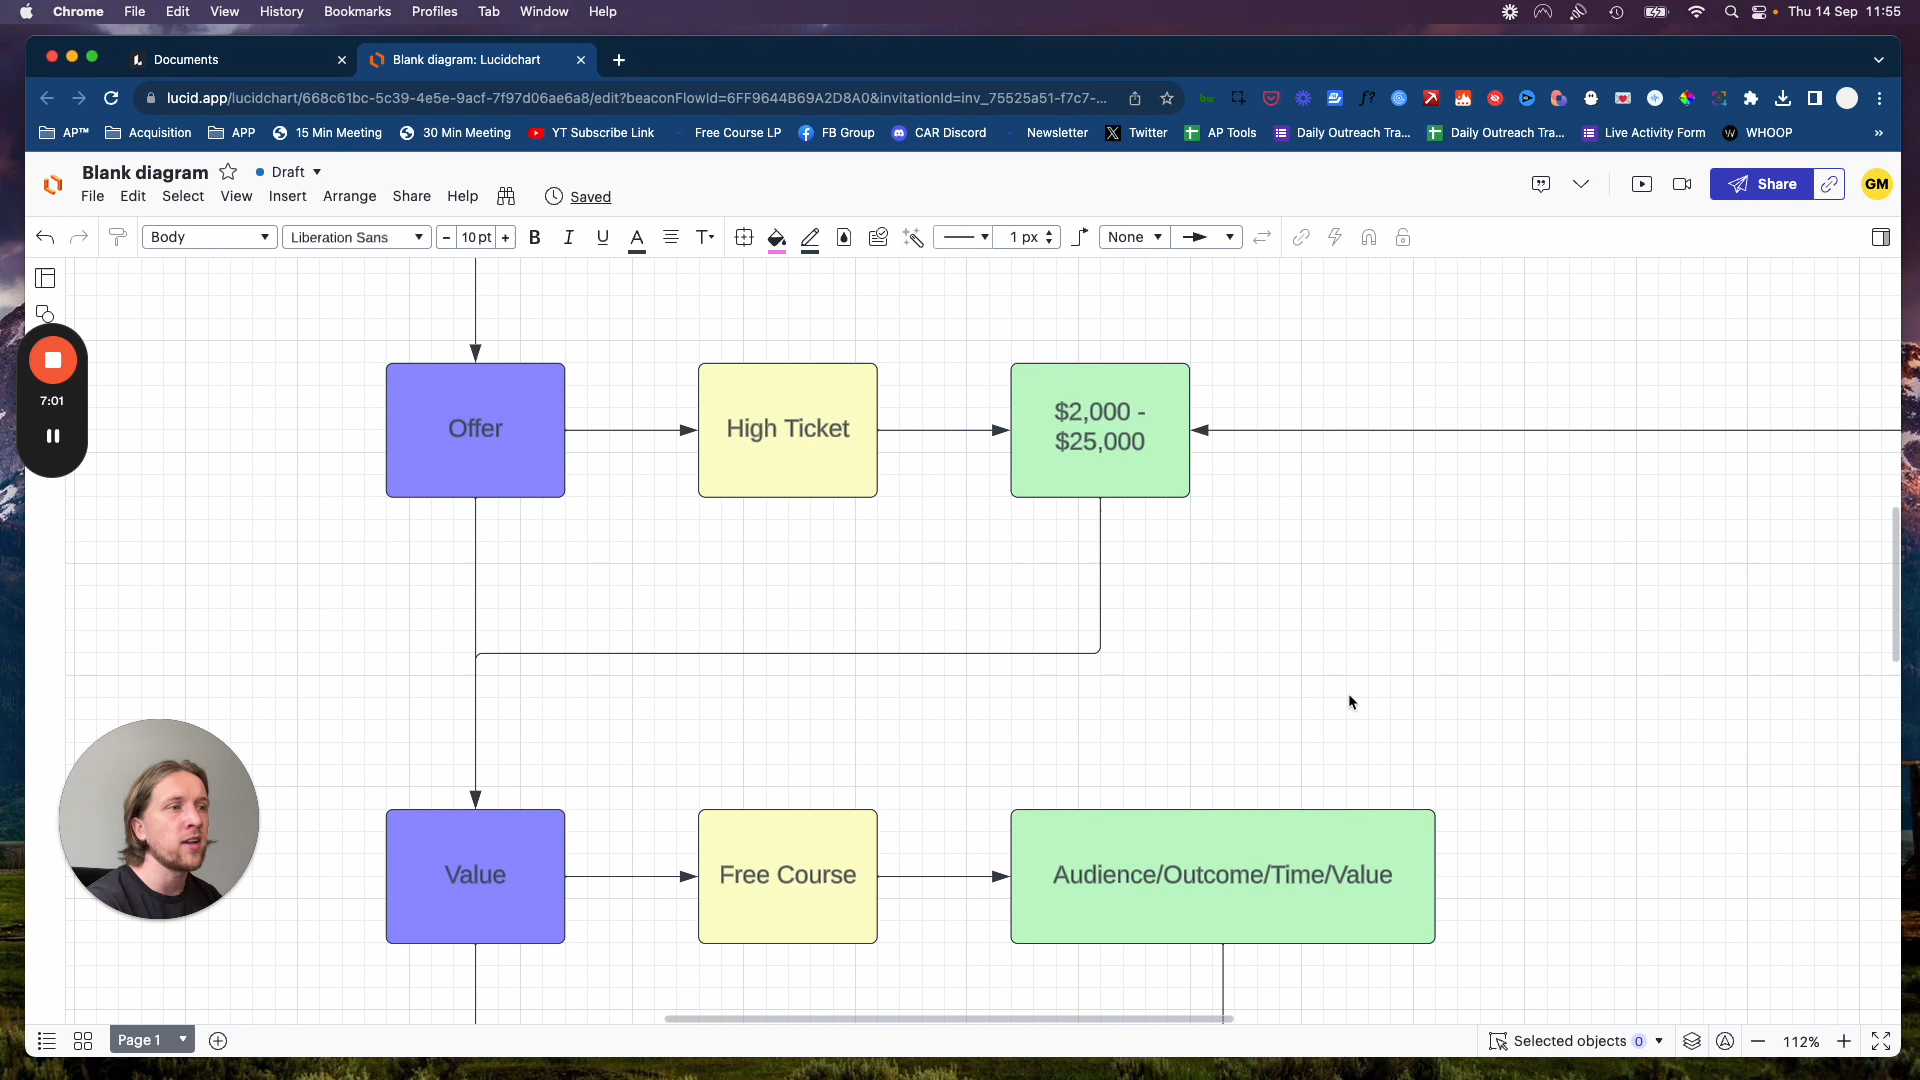 Chrome File Edit View History Bookmarks Profiles Tab Window Help Thu 14 Sep 11:55
Documents Blank diagram: Lucidchart
lucid.app/lucidchart/668c61bc-5c39-4e5e-9acf-7f97d06ae6a8/edit?beaconFlowId=6FF9644B69A2D8A0&invitationId=inv_75525a51-f7c7-...
AP™ Acquisition APP 15 Min Meeting 30 Min Meeting YT Subscribe Link Free Course LP FB Group CAR Discord Newsletter Twitter AP Tools Daily Outreach Tra... Daily Outreach Tra... Live Activity Form WHOOP »
Blank diagram Draft
File Edit Select View Insert Arrange Share Help Saved
Share GM
Body Liberation Sans - 10 pt + B I U A T 1 px None
7:01
Offer High Ticket $2,000 -
$25,000
Value Free Course Audience/Outcome/Time/Value
Page 1 Selected objects 0 112%